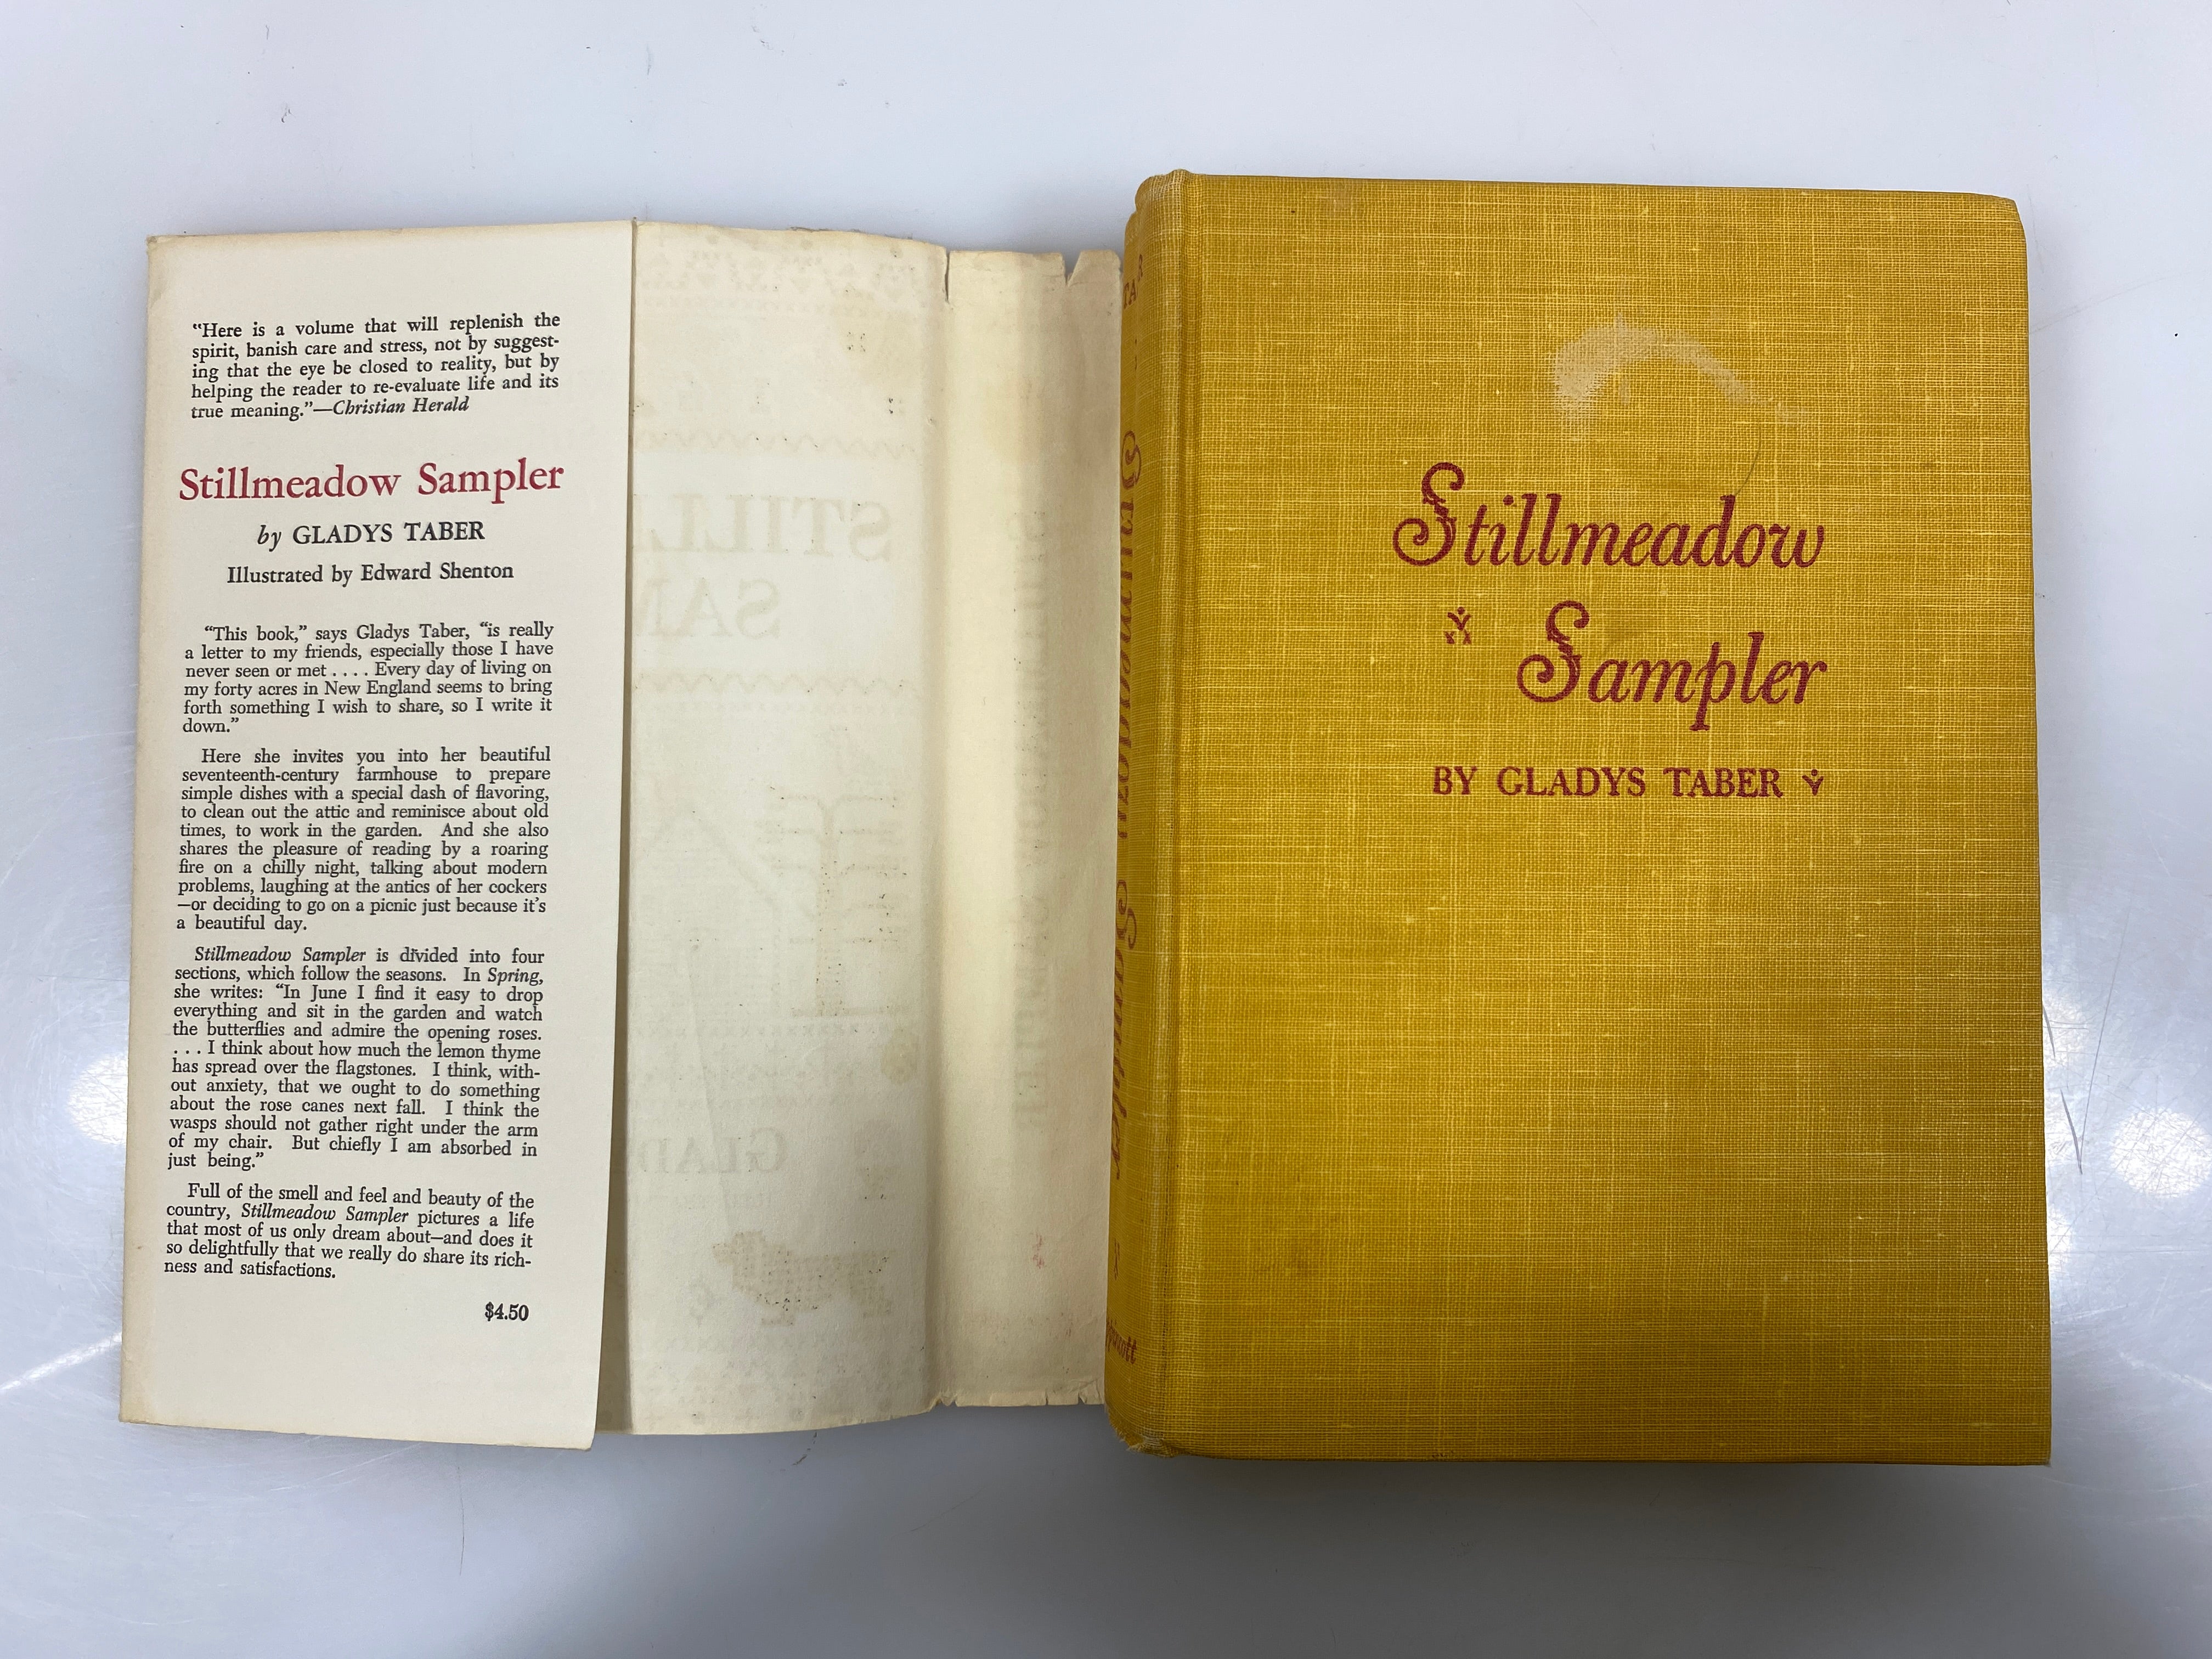 "Here is a volume that will replenish the
spirit, banish care and stress, not by suggest-
ing that the eye be closed to reality, but by
helping the reader to re-evaluate life and its
true meaning."—Christian Herald
Stillmeadow Sampler
by GLADYS TABER
Illustrated by Edward Shenton
"This book," says Gladys Taber, "is really
a letter to my friends, especially those I have
never seen or met . . . . Every day of living on
my forty acres in New England seems to bring
forth something I wish to share, so I write it
down."
Here she invites you into her beautiful
seventeenth-century farmhouse to prepare
simple dishes with a special dash of flavoring,
to clean out the attic and reminisce about old
times, to work in the garden. And she also
shares the pleasure of reading by a roaring
fire on a chilly night, talking about modern
problems, laughing at the antics of her cockers
—or deciding to go on a picnic just because it's
a beautiful day.
Stillmeadow Sampler is divided into four
sections, which follow the seasons. In Spring,
she writes: "In June I find it easy to drop
everything and sit in the garden and watch
the butterflies and admire the opening roses.
. . . I think about how much the lemon thyme
has spread over the flagstones. I think, with-
out anxiety, that we ought to do something
about the rose canes next fall. I think the
wasps should not gather right under the arm
of my chair. But chiefly I am absorbed in
just being."
Full of the smell and feel and beauty of the
country, Stillmeadow Sampler pictures a life
that most of us only dream about—and does it
so delightfully that we really do share its rich-
ness and satisfactions.
$4.50
STILL
SAM
GLADYS
Stillmeadow Sampler
Stillmeadow
Sampler
BY GLADYS TABER